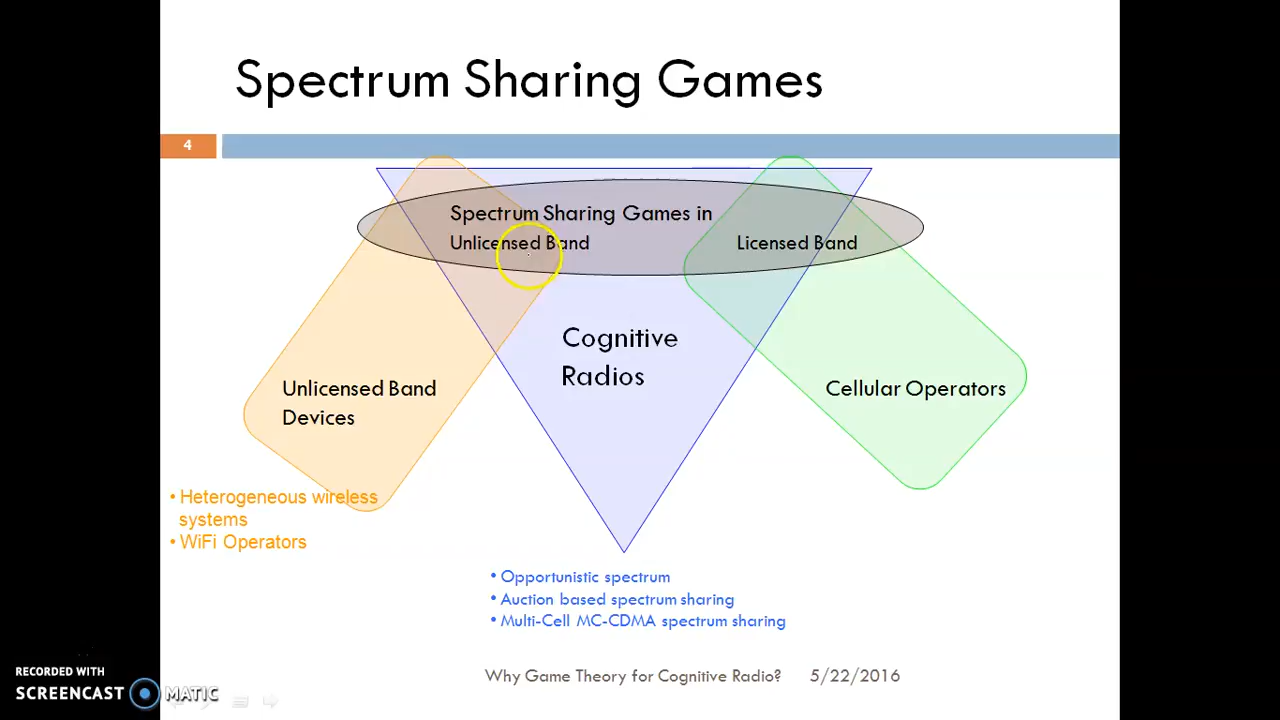 Spectrum Sharing Games
4
Spectrum Sharing Games in
Unlicensed Band
Licensed Band
Cognitive
Radios
Unlicensed Band
Devices
Cellular Operators
• Heterogeneous wireless
systems
• WiFi Operators
• Opportunistic spectrum
• Auction based spectrum sharing
• Multi-Cell MC-CDMA spectrum sharing
Why Game Theory for Cognitive Radio? 5/22/2016
RECORDED WITH
SCREENCAST MATIC